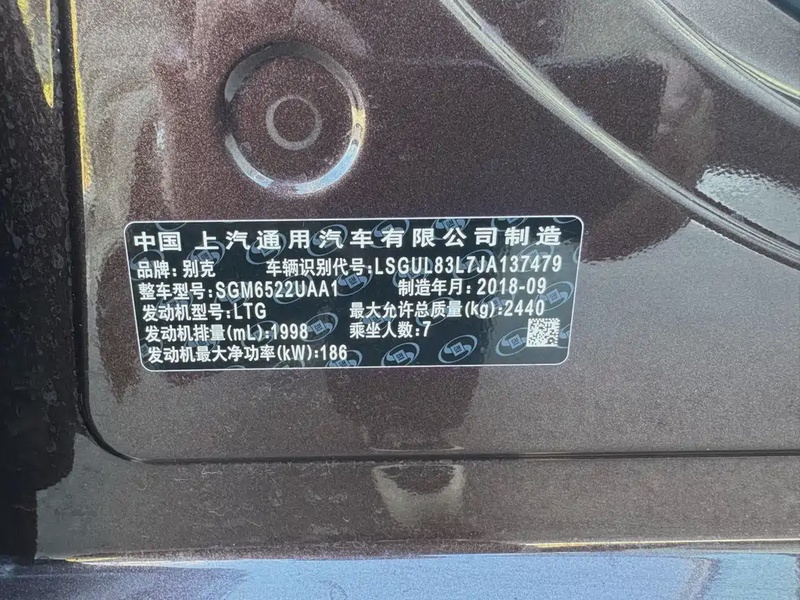 中国 上汽通用汽车有限公司制造
品牌: 别克 车辆识别代号: LSGUL83L7JA137479
整车型号: SGM6522UAA1 制造年月: 2018-09
发动机型号: LTG 最大允许总质量(kg): 2440
发动机排量(mL): 1998 乘坐人数: 7
发动机最大净功率(kW): 186